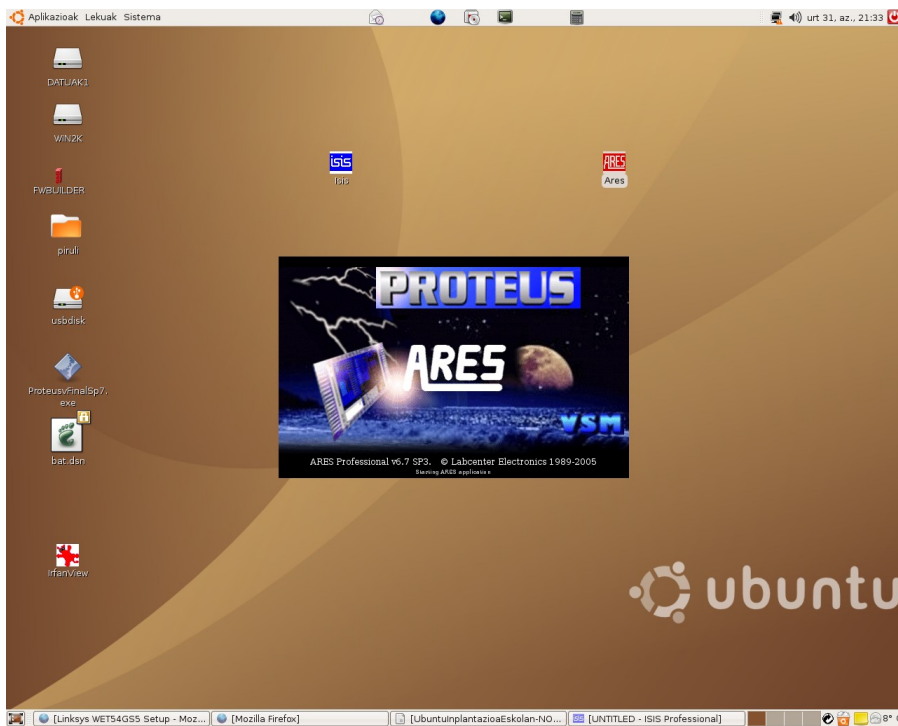 Aplikazioak Lekuak Sistema
urt 31, az., 21:33
DATUAK1
WIN2K
isis
Isis
ARES
Ares
FWBUILDER
piruli
usbdisk
PROTEUS
ARES
VSM
ARES Professional v6.7 SP3. © Labcenter Electronics 1989-2005
Starting ARES application
ProteusvFinalSp7.
exe
bat.dsn
IrfanView
ubuntu
[Linksys WET54GS5 Setup - Moz...
[Mozilla Firefox]
[UbuntuInplantazioaEskolan-NO...
[UNTITLED - ISIS Professional]
8°